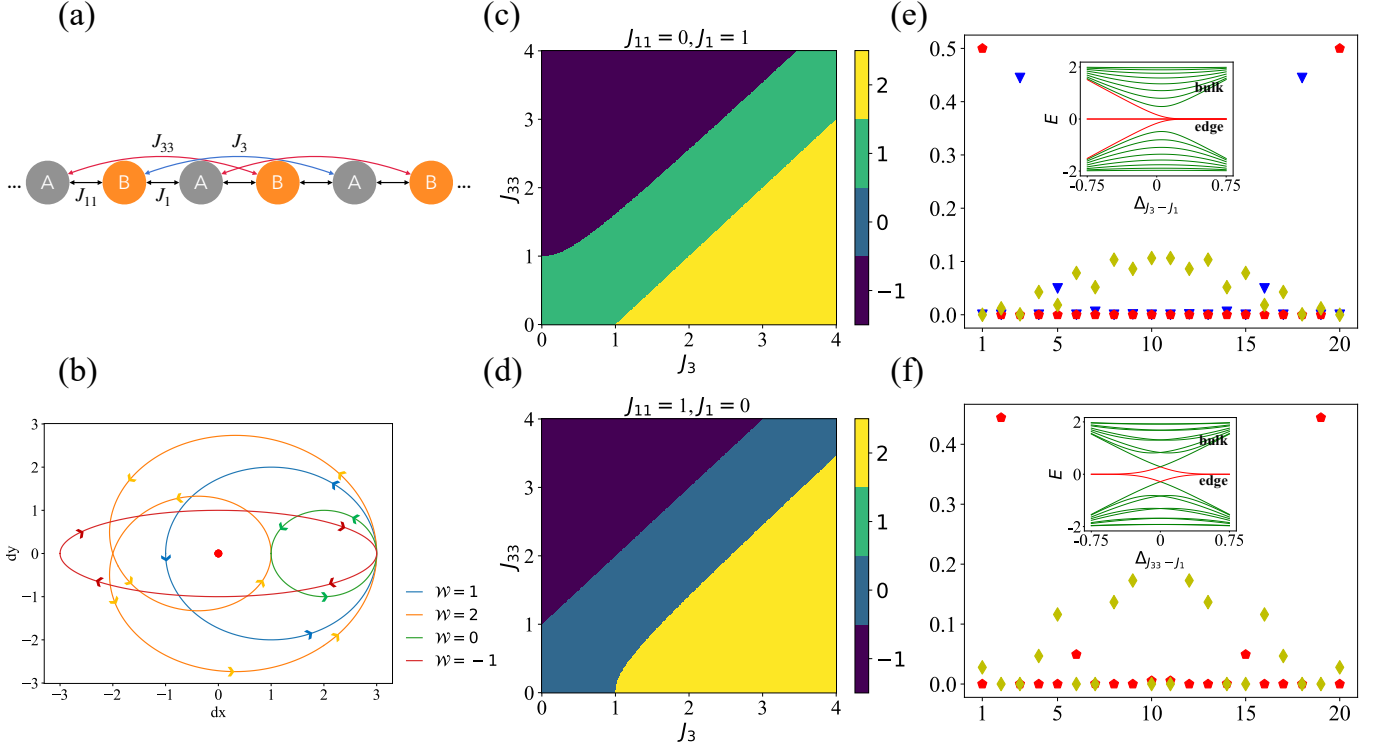 (a)
J₃₃ J₃
... A B A B A B ...
J₁₁ J₁
(b)
3
2
1
0
−1
−2
−3
dy
−3 −2 −1 0 1 2 3
dx
𝒲 = 1
𝒲 = 2
𝒲 = 0
𝒲 = −1
(c)
J₁₁ = 0, J₁ = 1
4
3
2
1
0
J₃₃
0 1 2 3 4
J₃
2
1
0
−1
(d)
J₁₁ = 1, J₁ = 0
4
3
2
1
0
J₃₃
0 1 2 3 4
J₃
2
1
0
−1
(e)
0.5
0.4
0.3
0.2
0.1
0.0
1 5 10 15 20
2
0
-2
E
bulk
edge
-0.75 0 0.75
Δ_{J₃−J₁}
(f)
0.4
0.3
0.2
0.1
0.0
1 5 10 15 20
2
0
-2
E
bulk
edge
-0.75 0 0.75
Δ_{J₃₃−J₁}